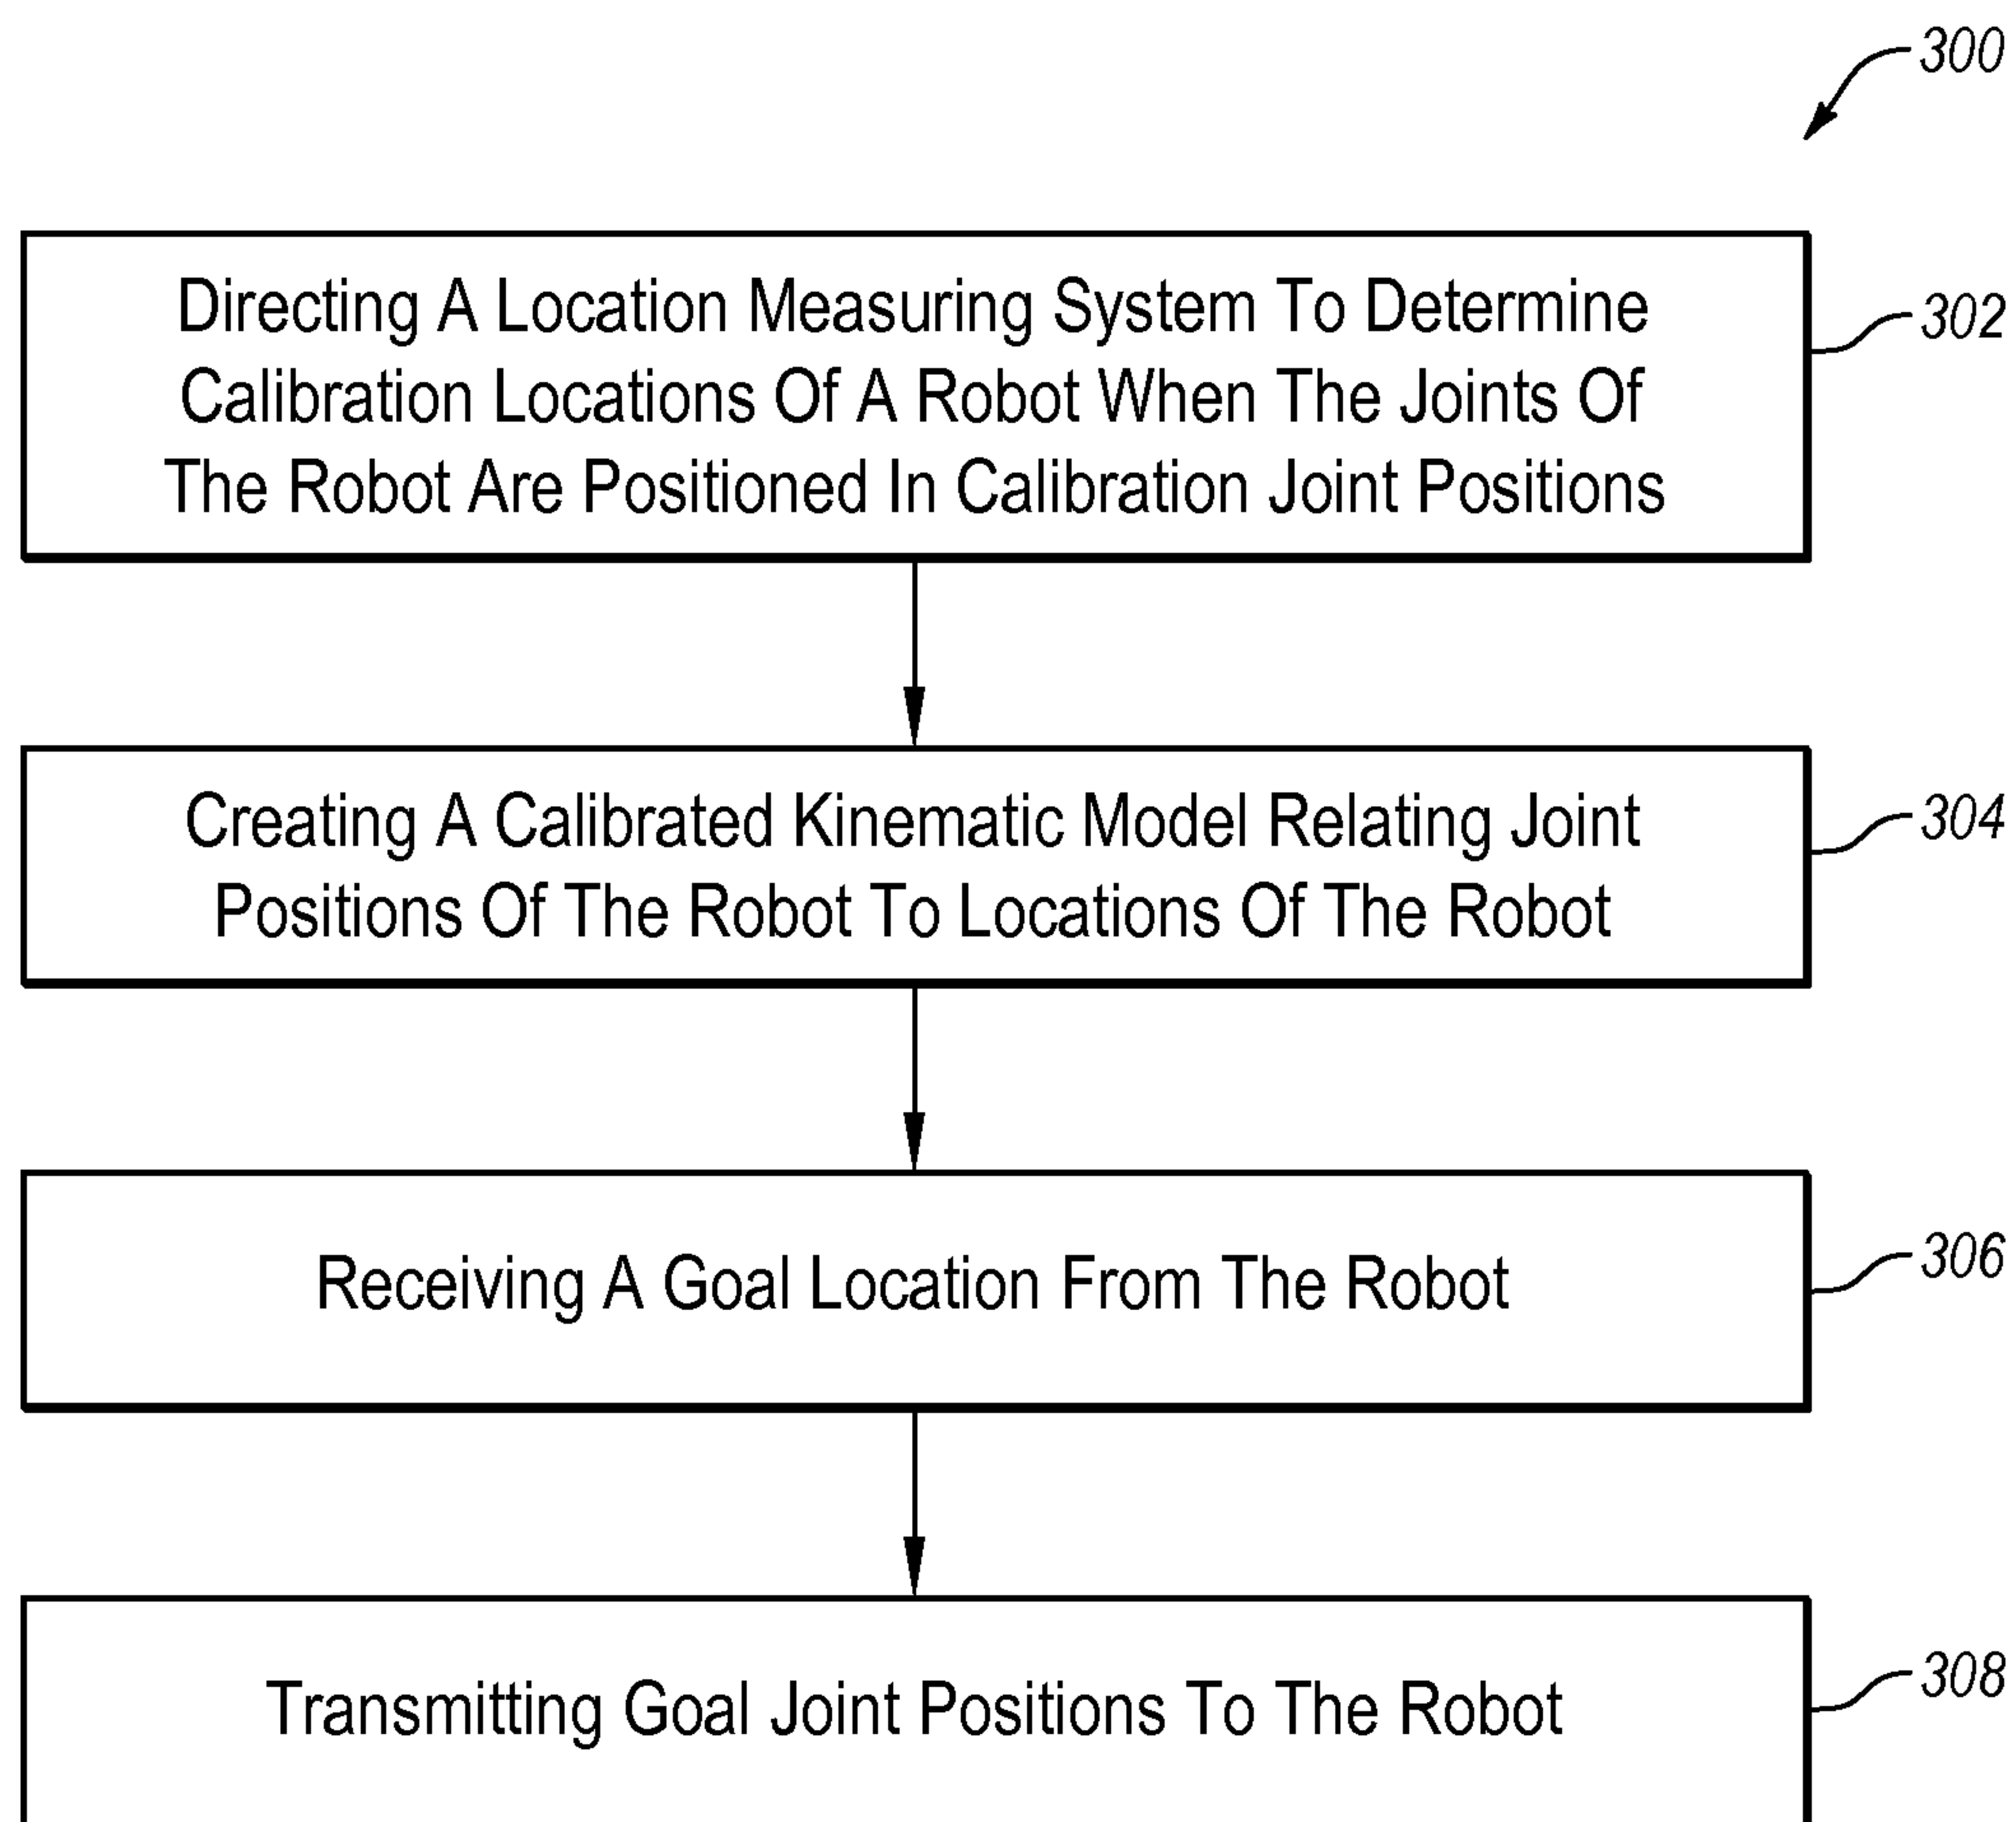 300
Directing A Location Measuring System To Determine
Calibration Locations Of A Robot When The Joints Of
The Robot Are Positioned In Calibration Joint Positions
302
Creating A Calibrated Kinematic Model Relating Joint
Positions Of The Robot To Locations Of The Robot
304
Receiving A Goal Location From The Robot
306
Transmitting Goal Joint Positions To The Robot
308